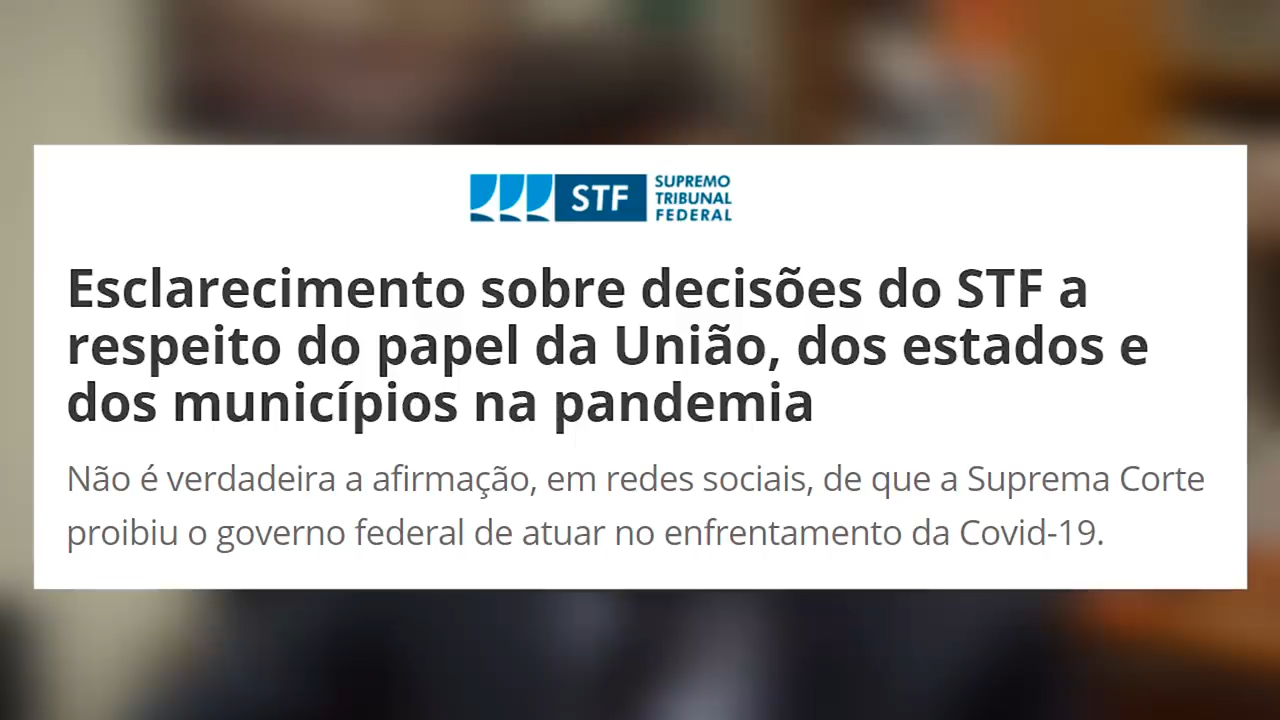 STF
SUPREMO
TRIBUNAL
FEDERAL
Esclarecimento sobre decisões do STF a
respeito do papel da União, dos estados e
dos municípios na pandemia
Não é verdadeira a afirmação, em redes sociais, de que a Suprema Corte
proibiu o governo federal de atuar no enfrentamento da Covid-19.